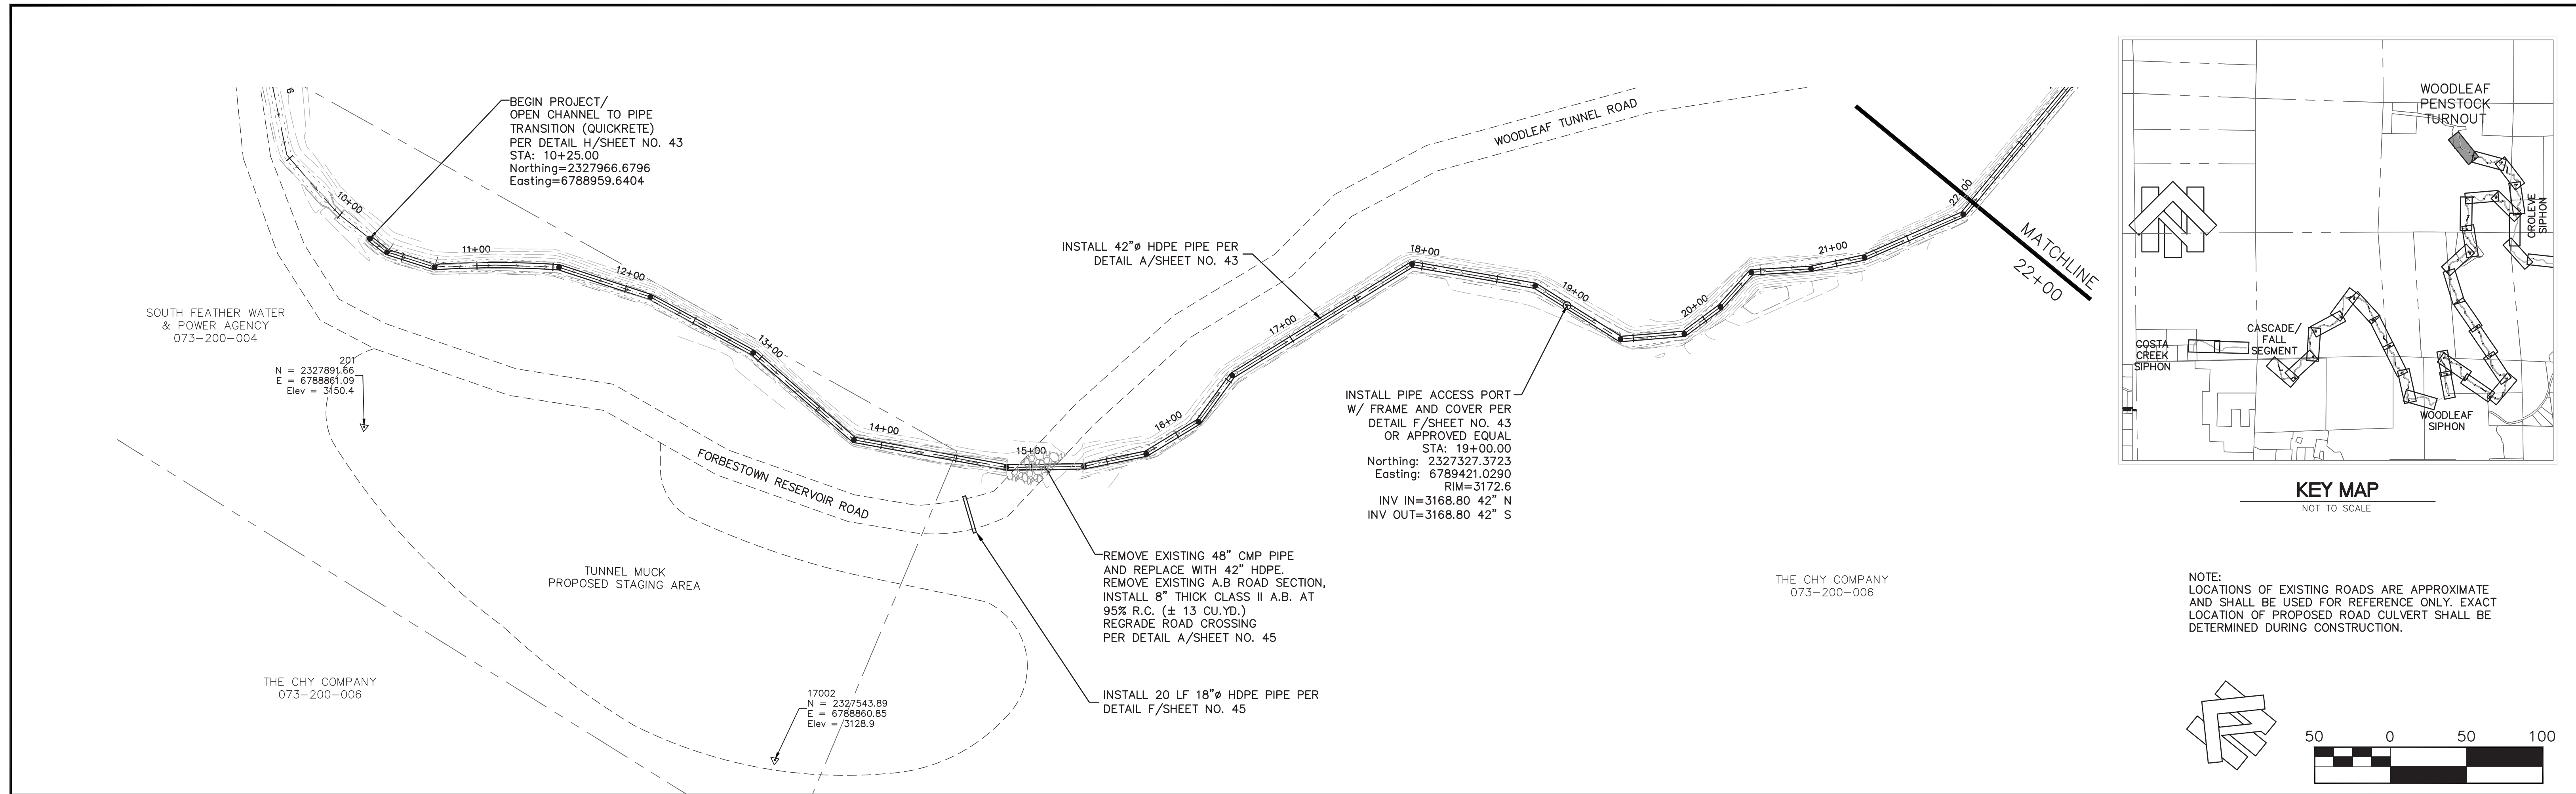 BEGIN PROJECT/
OPEN CHANNEL TO PIPE
TRANSITION (QUICKRETE)
PER DETAIL H/SHEET NO. 43
STA: 10+25.00
Northing=2327966.6796
Easting=6788959.6404
9
10+00
11+00
12+00
13+00
14+00
15+00
16+00
17+00
18+00
19+00
20+00
21+00
22+00
WOODLEAF TUNNEL ROAD
MATCHLINE
22+00
INSTALL 42"ø HDPE PIPE PER
DETAIL A/SHEET NO. 43
SOUTH FEATHER WATER
& POWER AGENCY
073-200-004
201
N = 2327891.66
E = 6788861.09
Elev = 3150.4
FORBESTOWN RESERVOIR ROAD
INSTALL PIPE ACCESS PORT
W/ FRAME AND COVER PER
DETAIL F/SHEET NO. 43
OR APPROVED EQUAL
STA: 19+00.00
Northing: 2327327.3723
Easting: 6789421.0290
RIM=3172.6
INV IN=3168.80 42" N
INV OUT=3168.80 42" S
REMOVE EXISTING 48" CMP PIPE
AND REPLACE WITH 42" HDPE.
REMOVE EXISTING A.B ROAD SECTION,
INSTALL 8" THICK CLASS II A.B. AT
95% R.C. (± 13 CU.YD.)
REGRADE ROAD CROSSING
PER DETAIL A/SHEET NO. 45
TUNNEL MUCK
PROPOSED STAGING AREA
THE CHY COMPANY
073-200-006
THE CHY COMPANY
073-200-006
17002
N = 2327543.89
E = 6788860.85
Elev = 3128.9
INSTALL 20 LF 18"ø HDPE PIPE PER
DETAIL F/SHEET NO. 45
WOODLEAF
PENSTOCK
TURNOUT
OROLEVE
SIPHON
CASCADE/
FALL
SEGMENT
COSTA
CREEK
SIPHON
WOODLEAF
SIPHON
KEY MAP
NOT TO SCALE
NOTE:
LOCATIONS OF EXISTING ROADS ARE APPROXIMATE
AND SHALL BE USED FOR REFERENCE ONLY. EXACT
LOCATION OF PROPOSED ROAD CULVERT SHALL BE
DETERMINED DURING CONSTRUCTION.
50 0 50 100